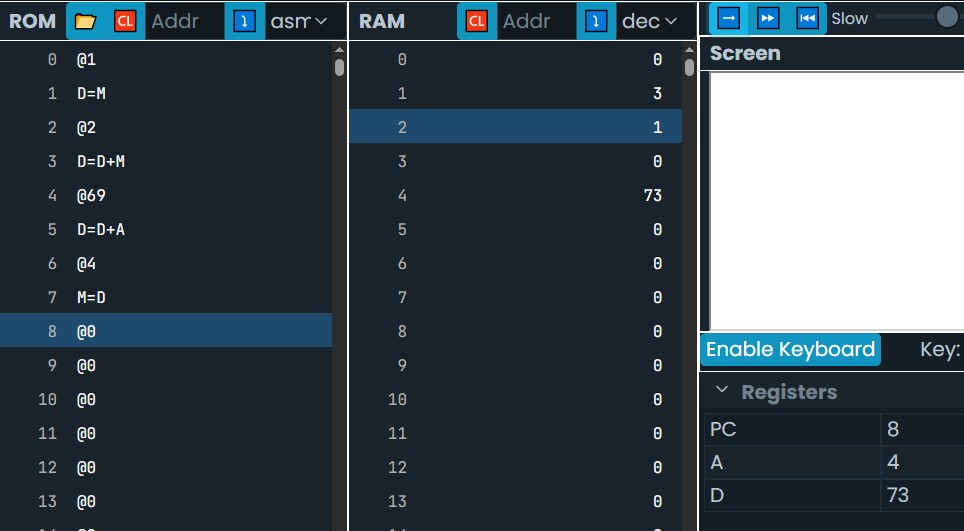 ROM CL Addr asm
0 @1
1 D=M
2 @2
3 D=D+M
4 @69
5 D=D+A
6 @4
7 M=D
8 @0
9 @0
10 @0
11 @0
12 @0
13 @0
RAM CL Addr dec
0 0
1 3
2 1
3 0
4 73
5 0
6 0
7 0
8 0
9 0
10 0
11 0
12 0
13 0
Slow
Screen
Enable Keyboard Key:
Registers
PC 8
A 4
D 73